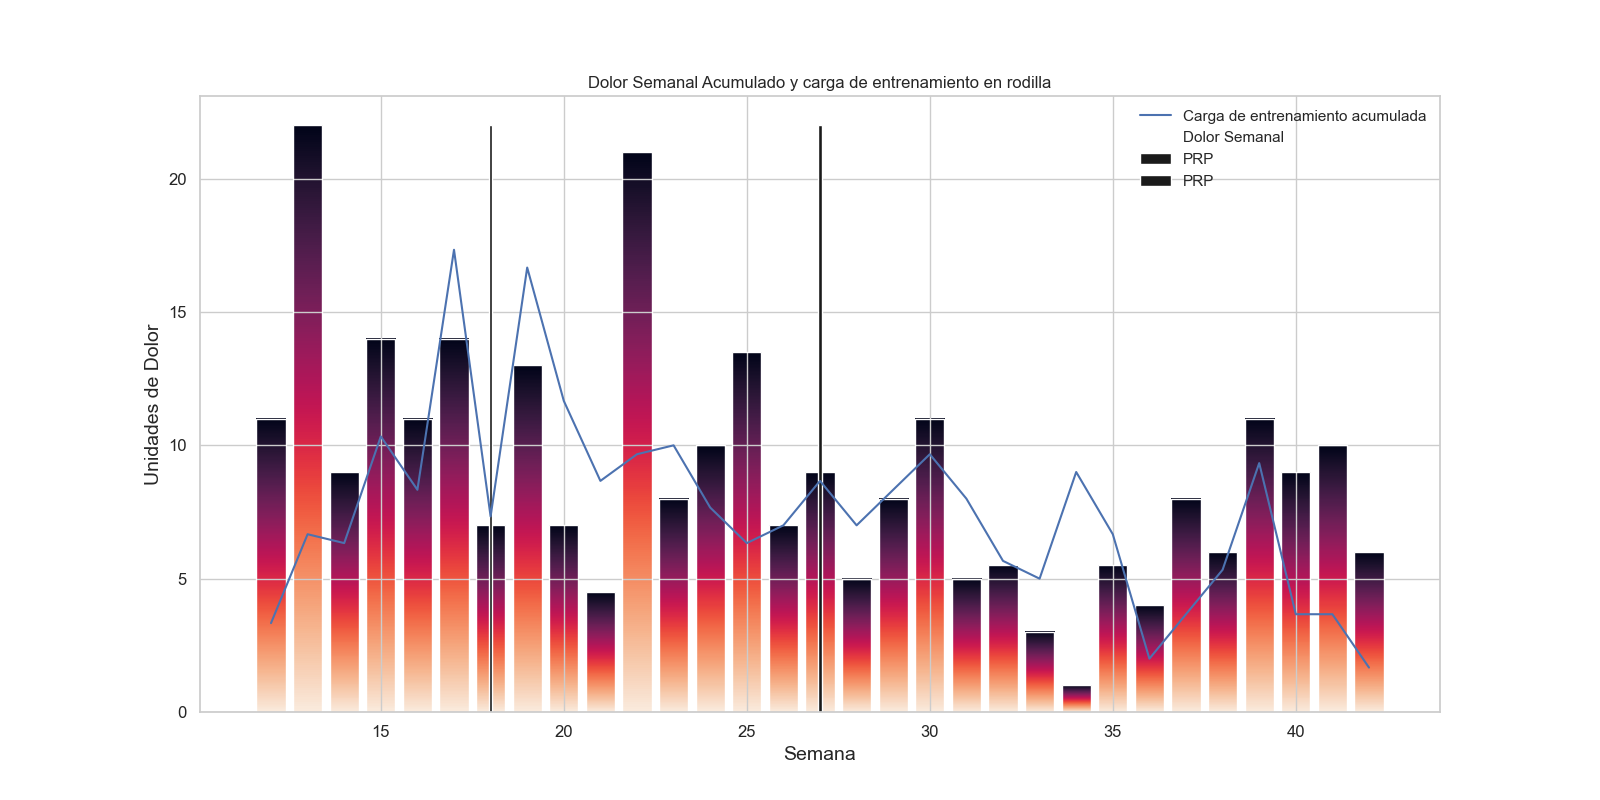 Dolor Semanal Acumulado y carga de entrenamiento en rodilla
Carga de entrenamiento acumulada
Dolor Semanal
PRP
PRP
Unidades de Dolor
20
15
10
5
0
15 20 25 30 35 40
Semana